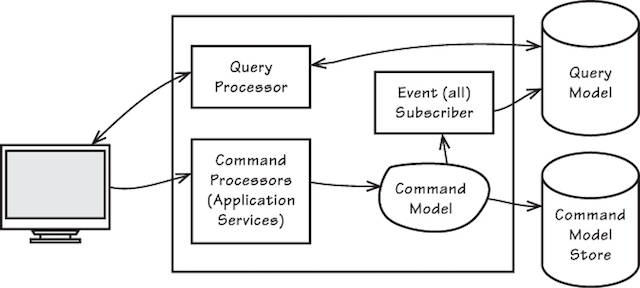 Query
Processor
Event (all)
Subscriber
Query
Model
Command
Processors
(Application
Services)
Command
Model
Command
Model
Store